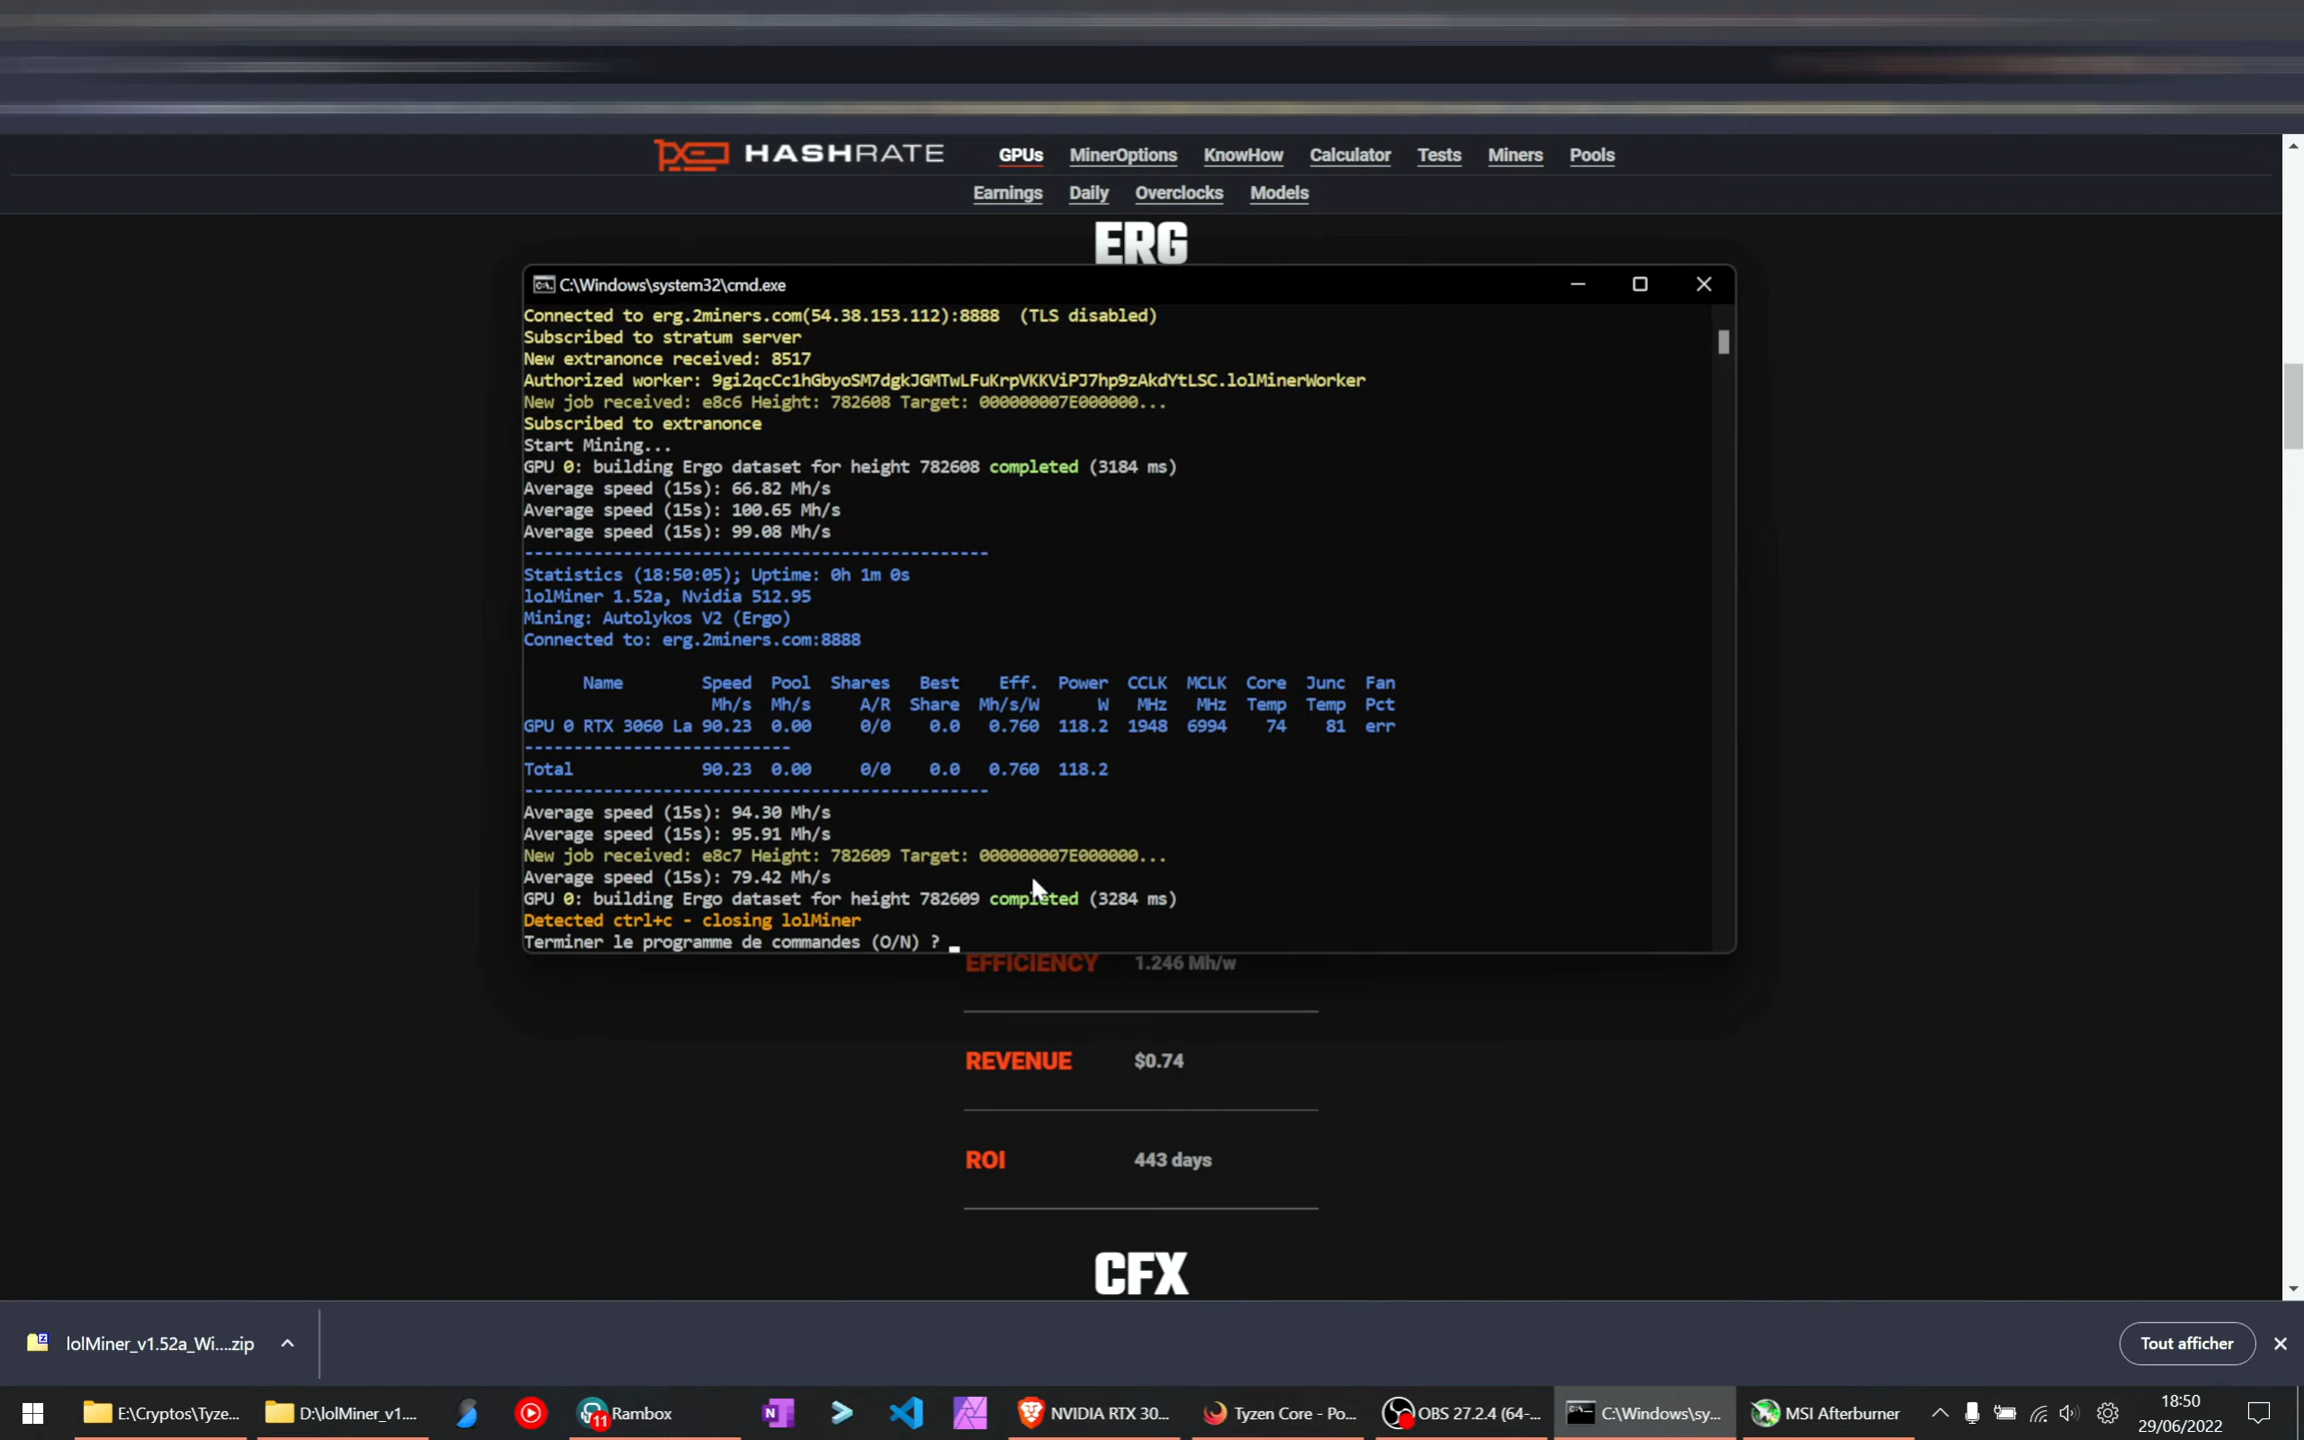 HASHRATE
GPUs MinerOptions KnowHow Calculator Tests Miners Pools
Earnings Daily Overclocks Models
ERG
C:\Windows\system32\cmd.exe
Connected to erg.2miners.com(54.38.153.112):8888 (TLS disabled)
Subscribed to stratum server
New extranonce received: 8517
Authorized worker: 9gi2qcCc1hGbyoSM7dgkJGMTwLFuKrpVKKViPJ7hp9zAkdYtLSC.lolMinerWorker
New job received: e8c6 Height: 782608 Target: 000000007E000000...
Subscribed to extranonce
Start Mining...
GPU 0: building Ergo dataset for height 782608 completed (3184 ms)
Average speed (15s): 66.82 Mh/s
Average speed (15s): 100.65 Mh/s
Average speed (15s): 99.08 Mh/s
-----------------------------------------------
Statistics (18:50:05); Uptime: 0h 1m 0s
lolMiner 1.52a, Nvidia 512.95
Mining: Autolykos V2 (Ergo)
Connected to: erg.2miners.com:8888
Name Speed Pool Shares Best Eff. Power CCLK MCLK Core Junc Fan
Mh/s Mh/s A/R Share Mh/s/W W MHz MHz Temp Temp Pct
GPU 0 RTX 3060 La 90.23 0.00 0/0 0.0 0.760 118.2 1948 6994 74 81 err
---------------------------
Total 90.23 0.00 0/0 0.0 0.760 118.2
-----------------------------------------------
Average speed (15s): 94.30 Mh/s
Average speed (15s): 95.91 Mh/s
New job received: e8c7 Height: 782609 Target: 000000007E000000...
Average speed (15s): 79.42 Mh/s
GPU 0: building Ergo dataset for height 782609 completed (3284 ms)
Detected ctrl+c - closing lolMiner
Terminer le programme de commandes (O/N) ?
EFFICIENCY 1.246 Mh/w
REVENUE $0.74
ROI 443 days
CFX
lolMiner_v1.52a_Wi....zip
Tout afficher
E:\Cryptos\Tyze... D:\lolMiner_v1.... 11 Rambox NVIDIA RTX 30... Tyzen Core - Po... OBS 27.2.4 (64-... C:\Windows\sy... MSI Afterburner 18:50
29/06/2022